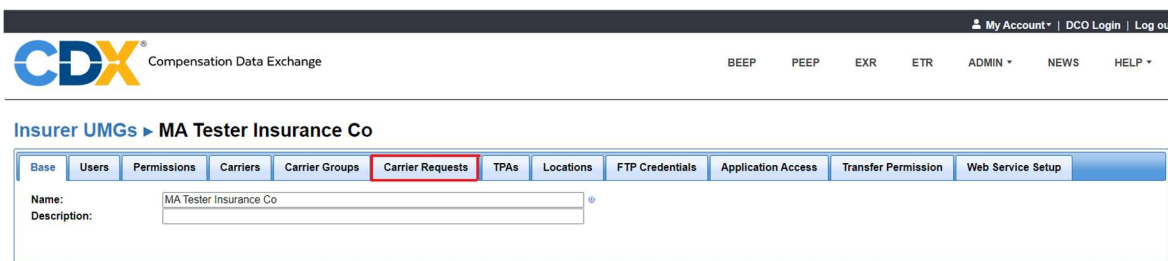 My Account | DCO Login | Log ou
CDX® Compensation Data Exchange
BEEP PEEP EXR ETR ADMIN NEWS HELP
Insurer UMGs ▸ MA Tester Insurance Co
Base Users Permissions Carriers Carrier Groups Carrier Requests TPAs Locations FTP Credentials Application Access Transfer Permission Web Service Setup
Name: MA Tester Insurance Co
Description: